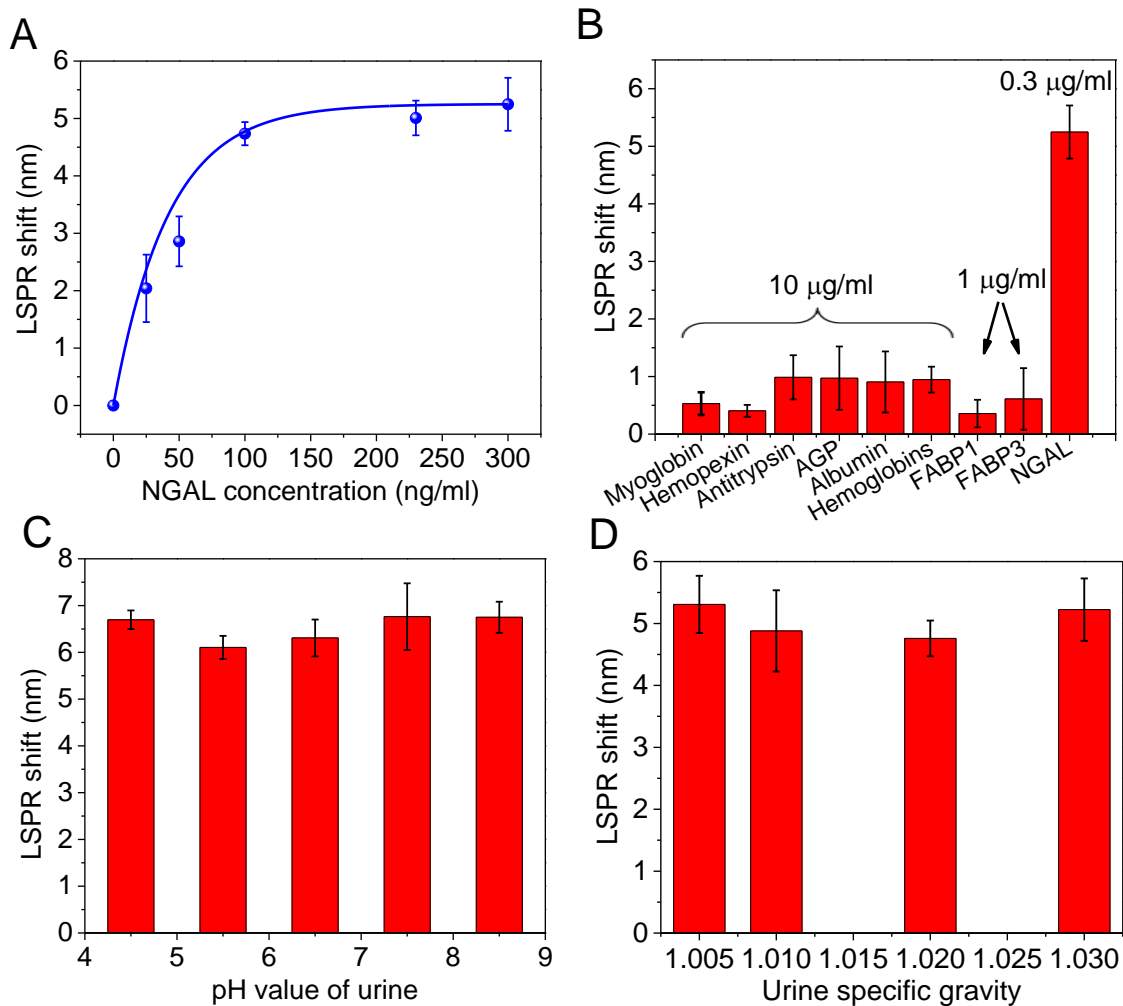 A
6
5
4
3
2
1
0
LSPR shift (nm)
0 50 100 150 200 250 300
NGAL concentration (ng/ml)
B
6
5
4
3
2
1
0
LSPR shift (nm)
0.3 μg/ml
10 μg/ml
1 μg/ml
Myoglobin
Hemopexin
Antitrypsin
AGP
Albumin
Hemoglobins
FABP1
FABP3
NGAL
C
8
7
6
5
4
3
2
1
0
LSPR shift (nm)
4 5 6 7 8 9
pH value of urine
D
6
5
4
3
2
1
0
LSPR shift (nm)
1.005 1.010 1.015 1.020 1.025 1.030
Urine specific gravity